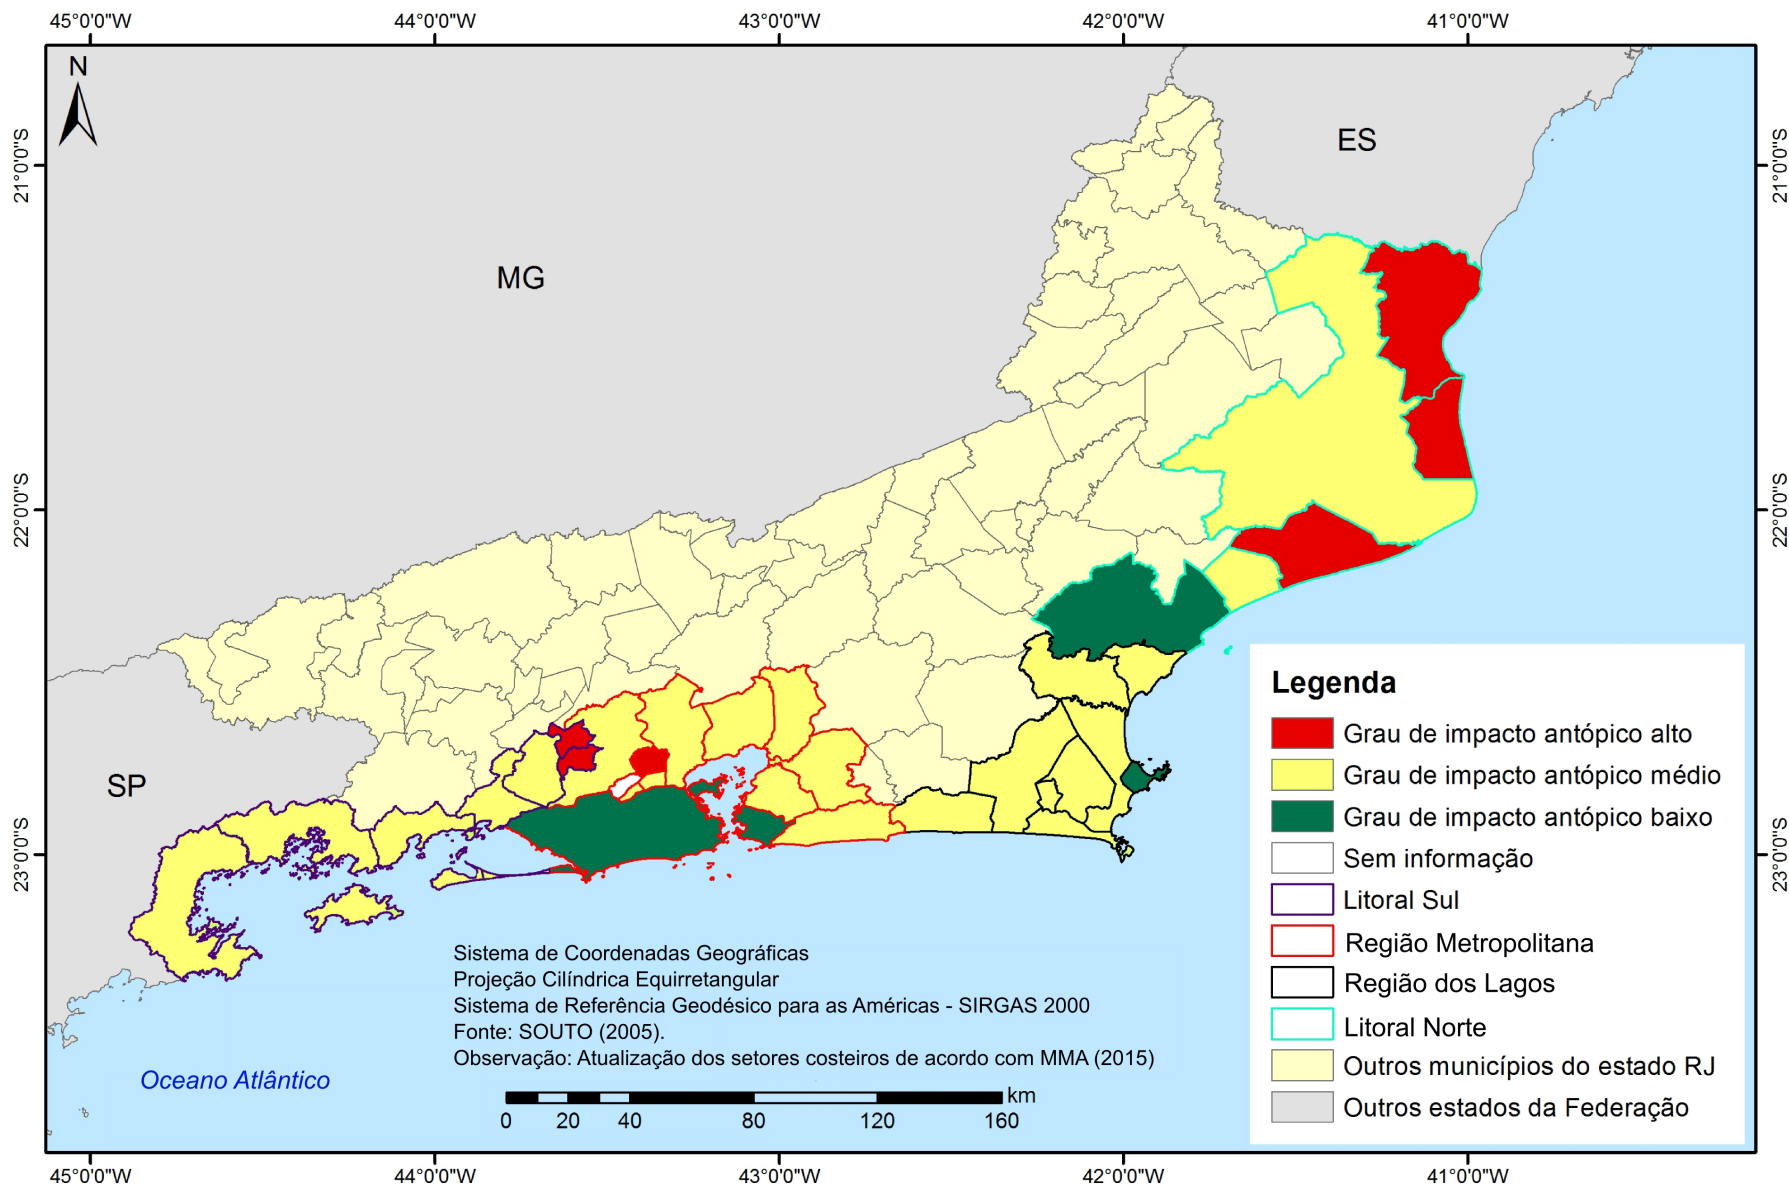 45°0'0"W 44°0'0"W 43°0'0"W 42°0'0"W 41°0'0"W
N
21°0'0"S
22°0'0"S
23°0'0"S
21°0'0"S
22°0'0"S
23°0'0"S
ES
MG
SP
Legenda
Grau de impacto antópico alto
Grau de impacto antópico médio
Grau de impacto antópico baixo
Sem informação
Litoral Sul
Região Metropolitana
Região dos Lagos
Litoral Norte
Outros municípios do estado RJ
Outros estados da Federação
Sistema de Coordenadas Geográficas
Projeção Cilíndrica Equirretangular
Sistema de Referência Geodésico para as Américas - SIRGAS 2000
Fonte: SOUTO (2005).
Observação: Atualização dos setores costeiros de acordo com MMA (2015)
Oceano Atlântico
km
0 20 40 80 120 160
45°0'0"W 44°0'0"W 43°0'0"W 42°0'0"W 41°0'0"W